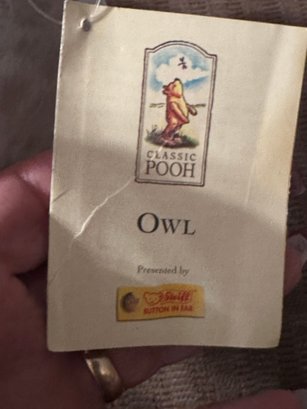 CLASSIC
POOH
OWL
Presented by
Steiff
BUTTON IN EAR